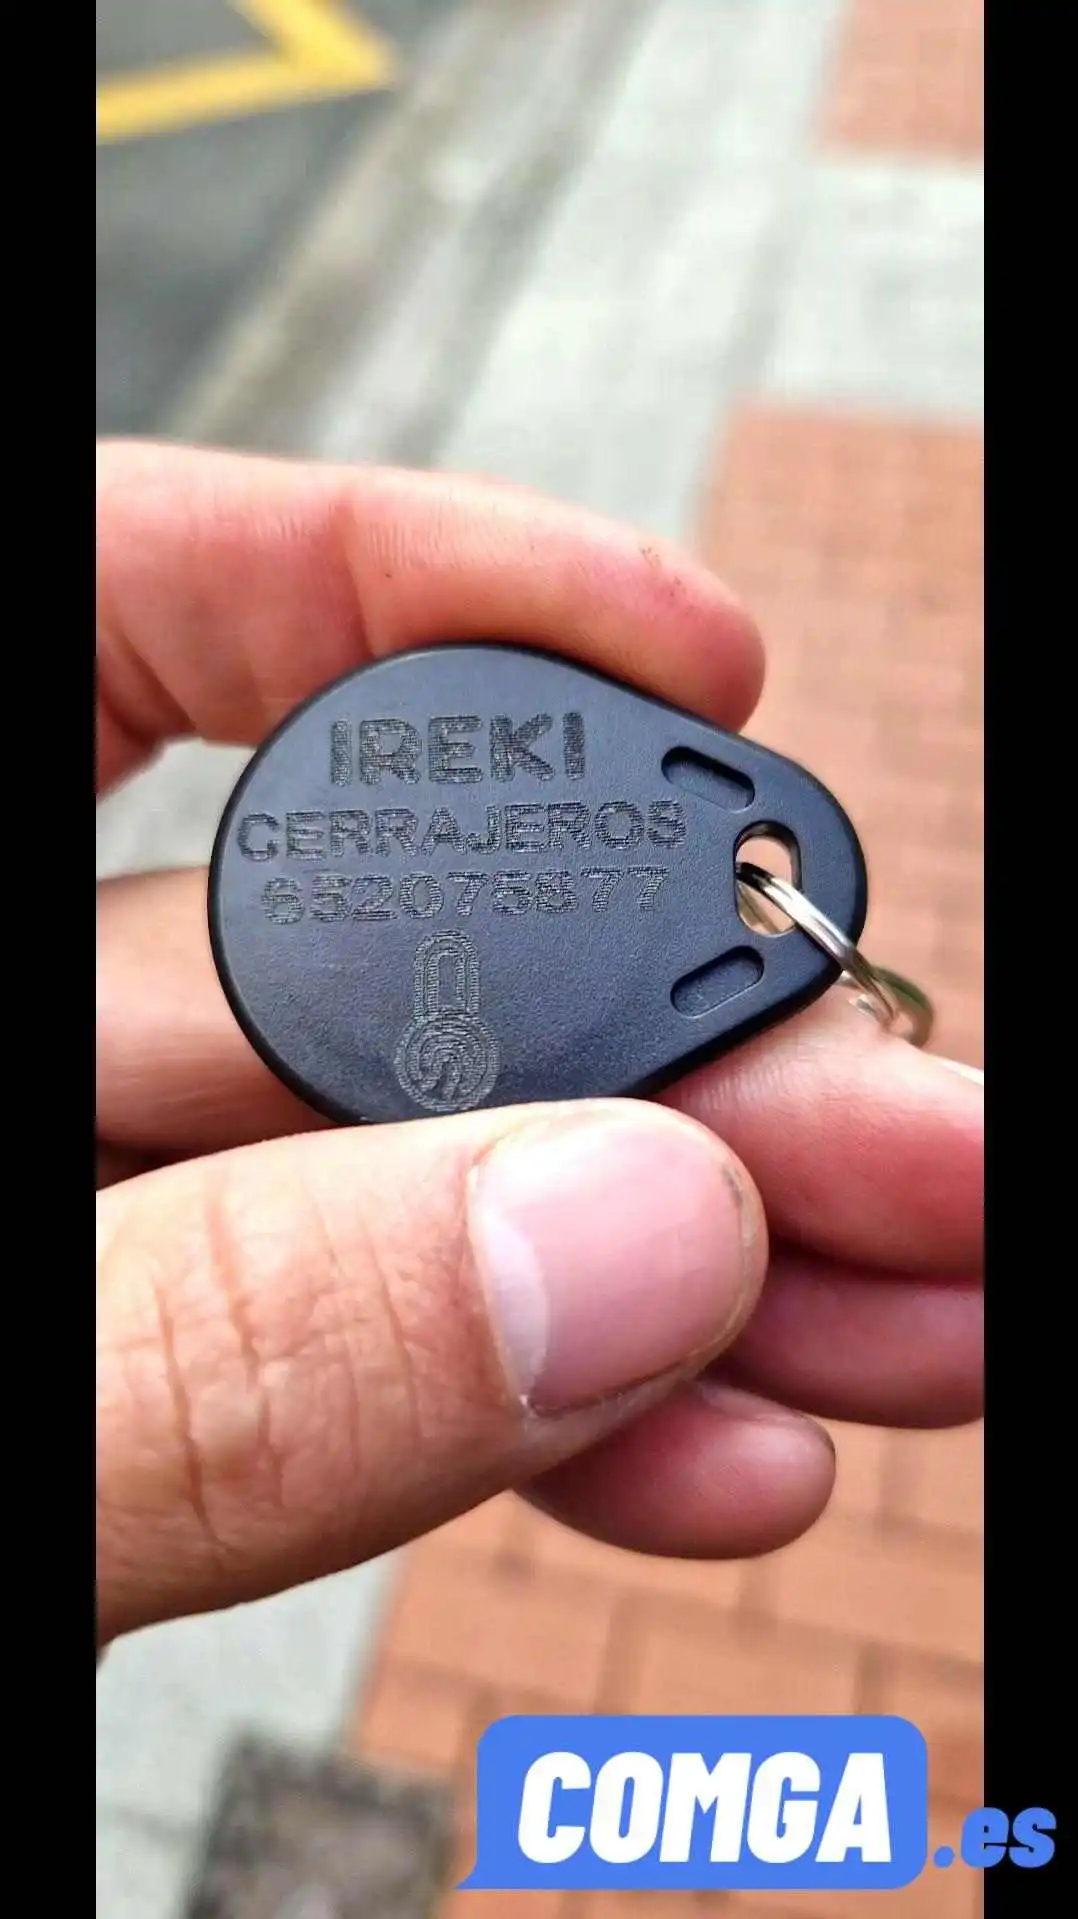 IREKI
CERRAJEROS
652075877
COMGA.es